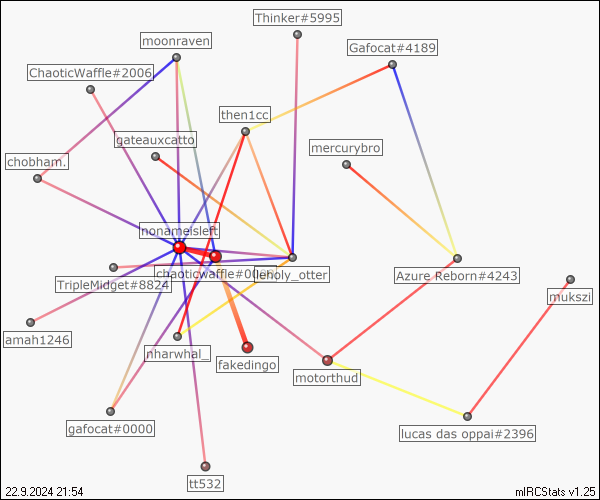 Thinker#5995
moonraven
Gafocat#4189
ChaoticWaffle#2006
then1cc
gateauxcatto
mercurybro
chobham.
nonameisleft
chaoticwaffle#00
holy_otter
Azure Reborn#4243
TripleMidget#8824
mukszi
amah1246
nharwhal_
fakedingo
motorthud
gafocat#0000
lucas das oppai#2396
tt532
22.9.2024 21:54
mIRCStats v1.25